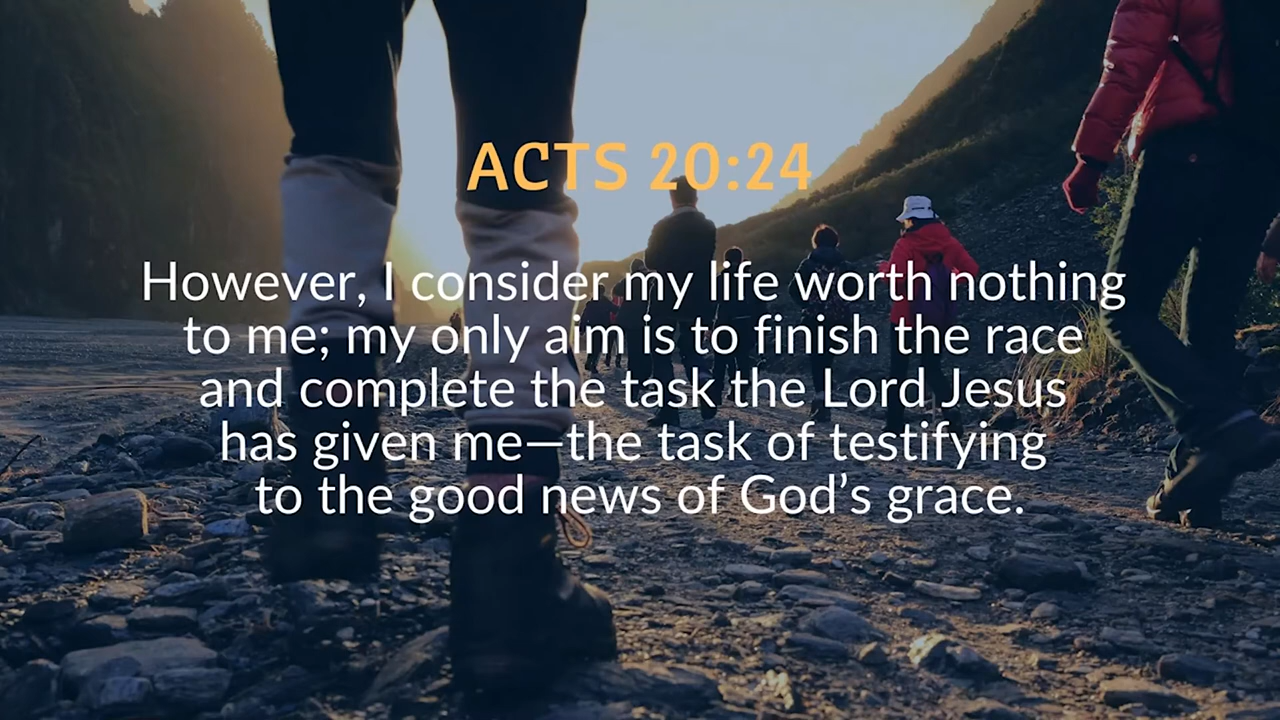 ACTS 20:24
However, I consider my life worth nothing
to me; my only aim is to finish the race
and complete the task the Lord Jesus
has given me—the task of testifying
to the good news of God’s grace.